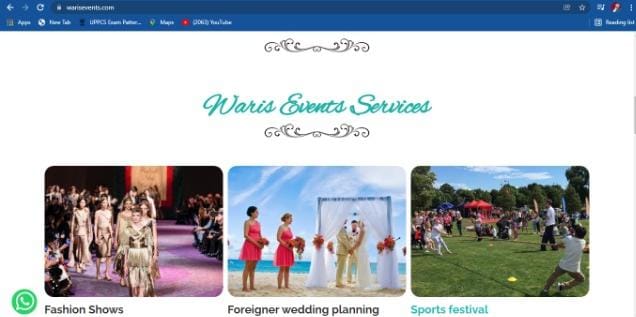 warisevents.com
Apps New Tab UPPCS Exam Patter... Maps (2063) YouTube Reading list
Waris Events Services
Fashion Shows Foreigner wedding planning Sports festival